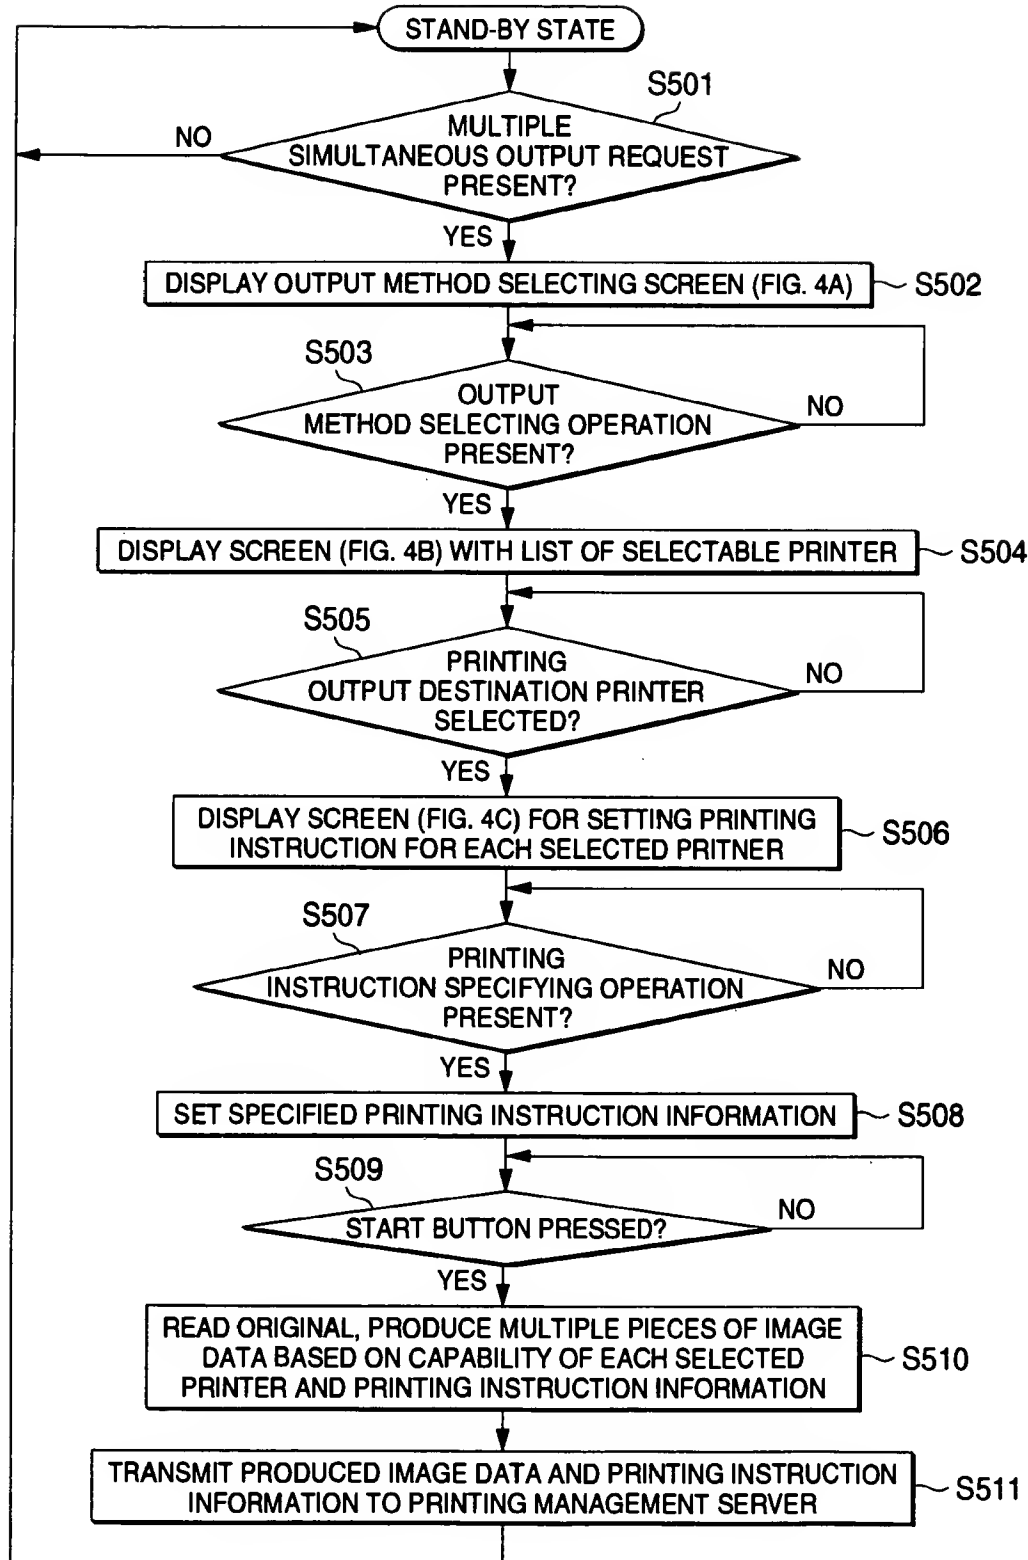 STAND-BY STATE
S501
NO
MULTIPLE
SIMULTANEOUS OUTPUT REQUEST
PRESENT?
YES
DISPLAY OUTPUT METHOD SELECTING SCREEN (FIG. 4A)
S502
S503
OUTPUT
METHOD SELECTING OPERATION
PRESENT?
NO
YES
DISPLAY SCREEN (FIG. 4B) WITH LIST OF SELECTABLE PRINTER
S504
S505
PRINTING
OUTPUT DESTINATION PRINTER
SELECTED?
NO
YES
DISPLAY SCREEN (FIG. 4C) FOR SETTING PRINTING
INSTRUCTION FOR EACH SELECTED PRITNER
S506
S507
PRINTING
INSTRUCTION SPECIFYING OPERATION
PRESENT?
NO
YES
SET SPECIFIED PRINTING INSTRUCTION INFORMATION
S508
S509
START BUTTON PRESSED?
NO
YES
READ ORIGINAL, PRODUCE MULTIPLE PIECES OF IMAGE
DATA BASED ON CAPABILITY OF EACH SELECTED
PRINTER AND PRINTING INSTRUCTION INFORMATION
S510
TRANSMIT PRODUCED IMAGE DATA AND PRINTING INSTRUCTION
INFORMATION TO PRINTING MANAGEMENT SERVER
S511